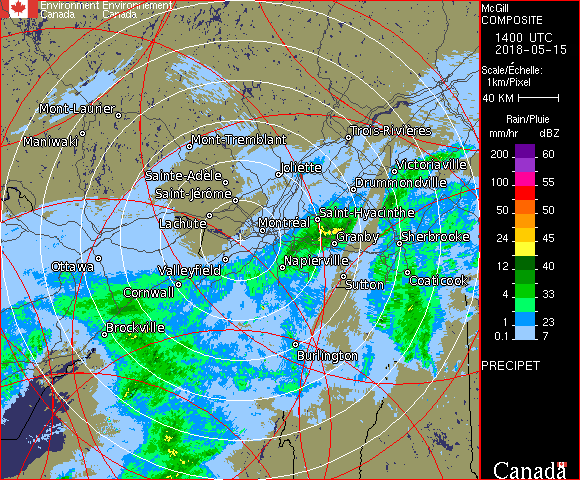 Environment Environnement
Canada Canada
McGill
COMPOSITE
1400 UTC
2018-05-15
Scale/Échelle:
1km/Pixel
40 KM
Rain/Pluie
mm/hr dBZ
200 60
100 55
50 50
24 45
12 40
4 33
1 23
0.1 7
PRECIPET
Canada
Mont-Laurier
Maniwaki
Mont-Tremblant
Trois-Rivières
Victoriaville
Joliette
Sainte-Adèle
Drummondville
Saint-Jérôme
Saint-Hyacinthe
Lachute
Montréal
Granby
Sherbrooke
Ottawa
Valleyfield
Napierville
Cornwall
Sutton
Coaticook
Brockville
Burlington